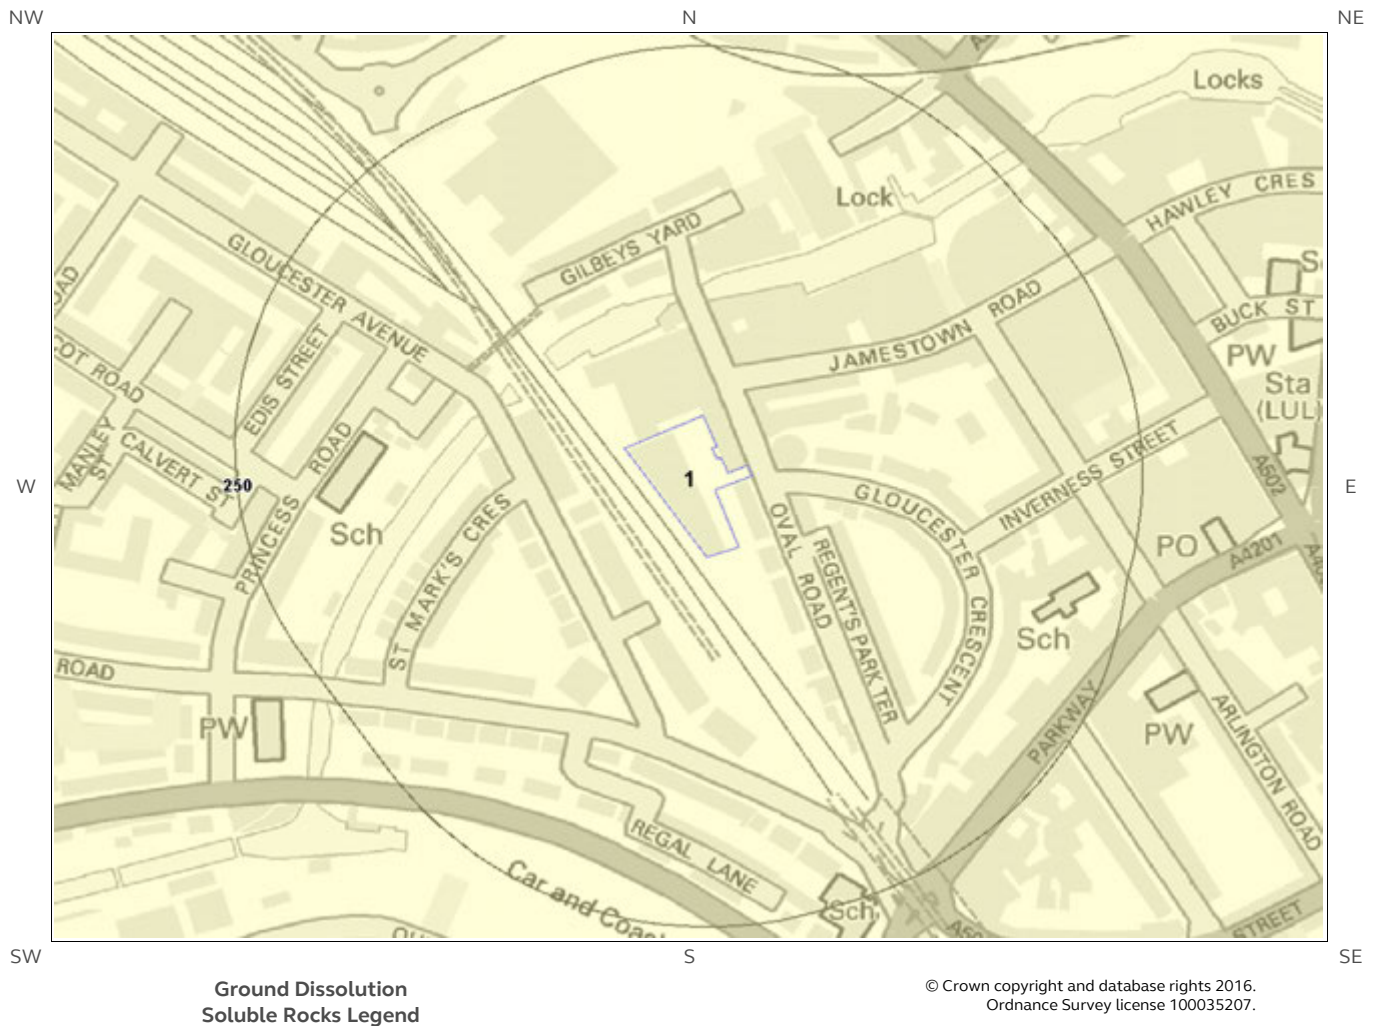 NW
N
NE
Locks
Lock
HAWLEY CRES
GILBEYS YARD
GLOUCESTER AVENUE
OAD
JAMESTOWN ROAD
BUCK ST
PW
Sta
(LUL)
COT ROAD
EDIS STREET
MANLEY
ST
CALVERT ST
ROAD
W
250
1
E
PRINCESS
Sch
ST MARK'S CRES
OVAL ROAD
REGENT'S PARK TER
GLOUCESTER CRESCENT
INVERNESS STREET
A502
PO
A4201
Sch
ROAD
PW
PARKWAY
PW
ARLINGTON ROAD
REGAL LANE
Car and Coac
Sch
STREET
SW
S
SE
Ground Dissolution
Soluble Rocks Legend
© Crown copyright and database rights 2016.
Ordnance Survey license 100035207.